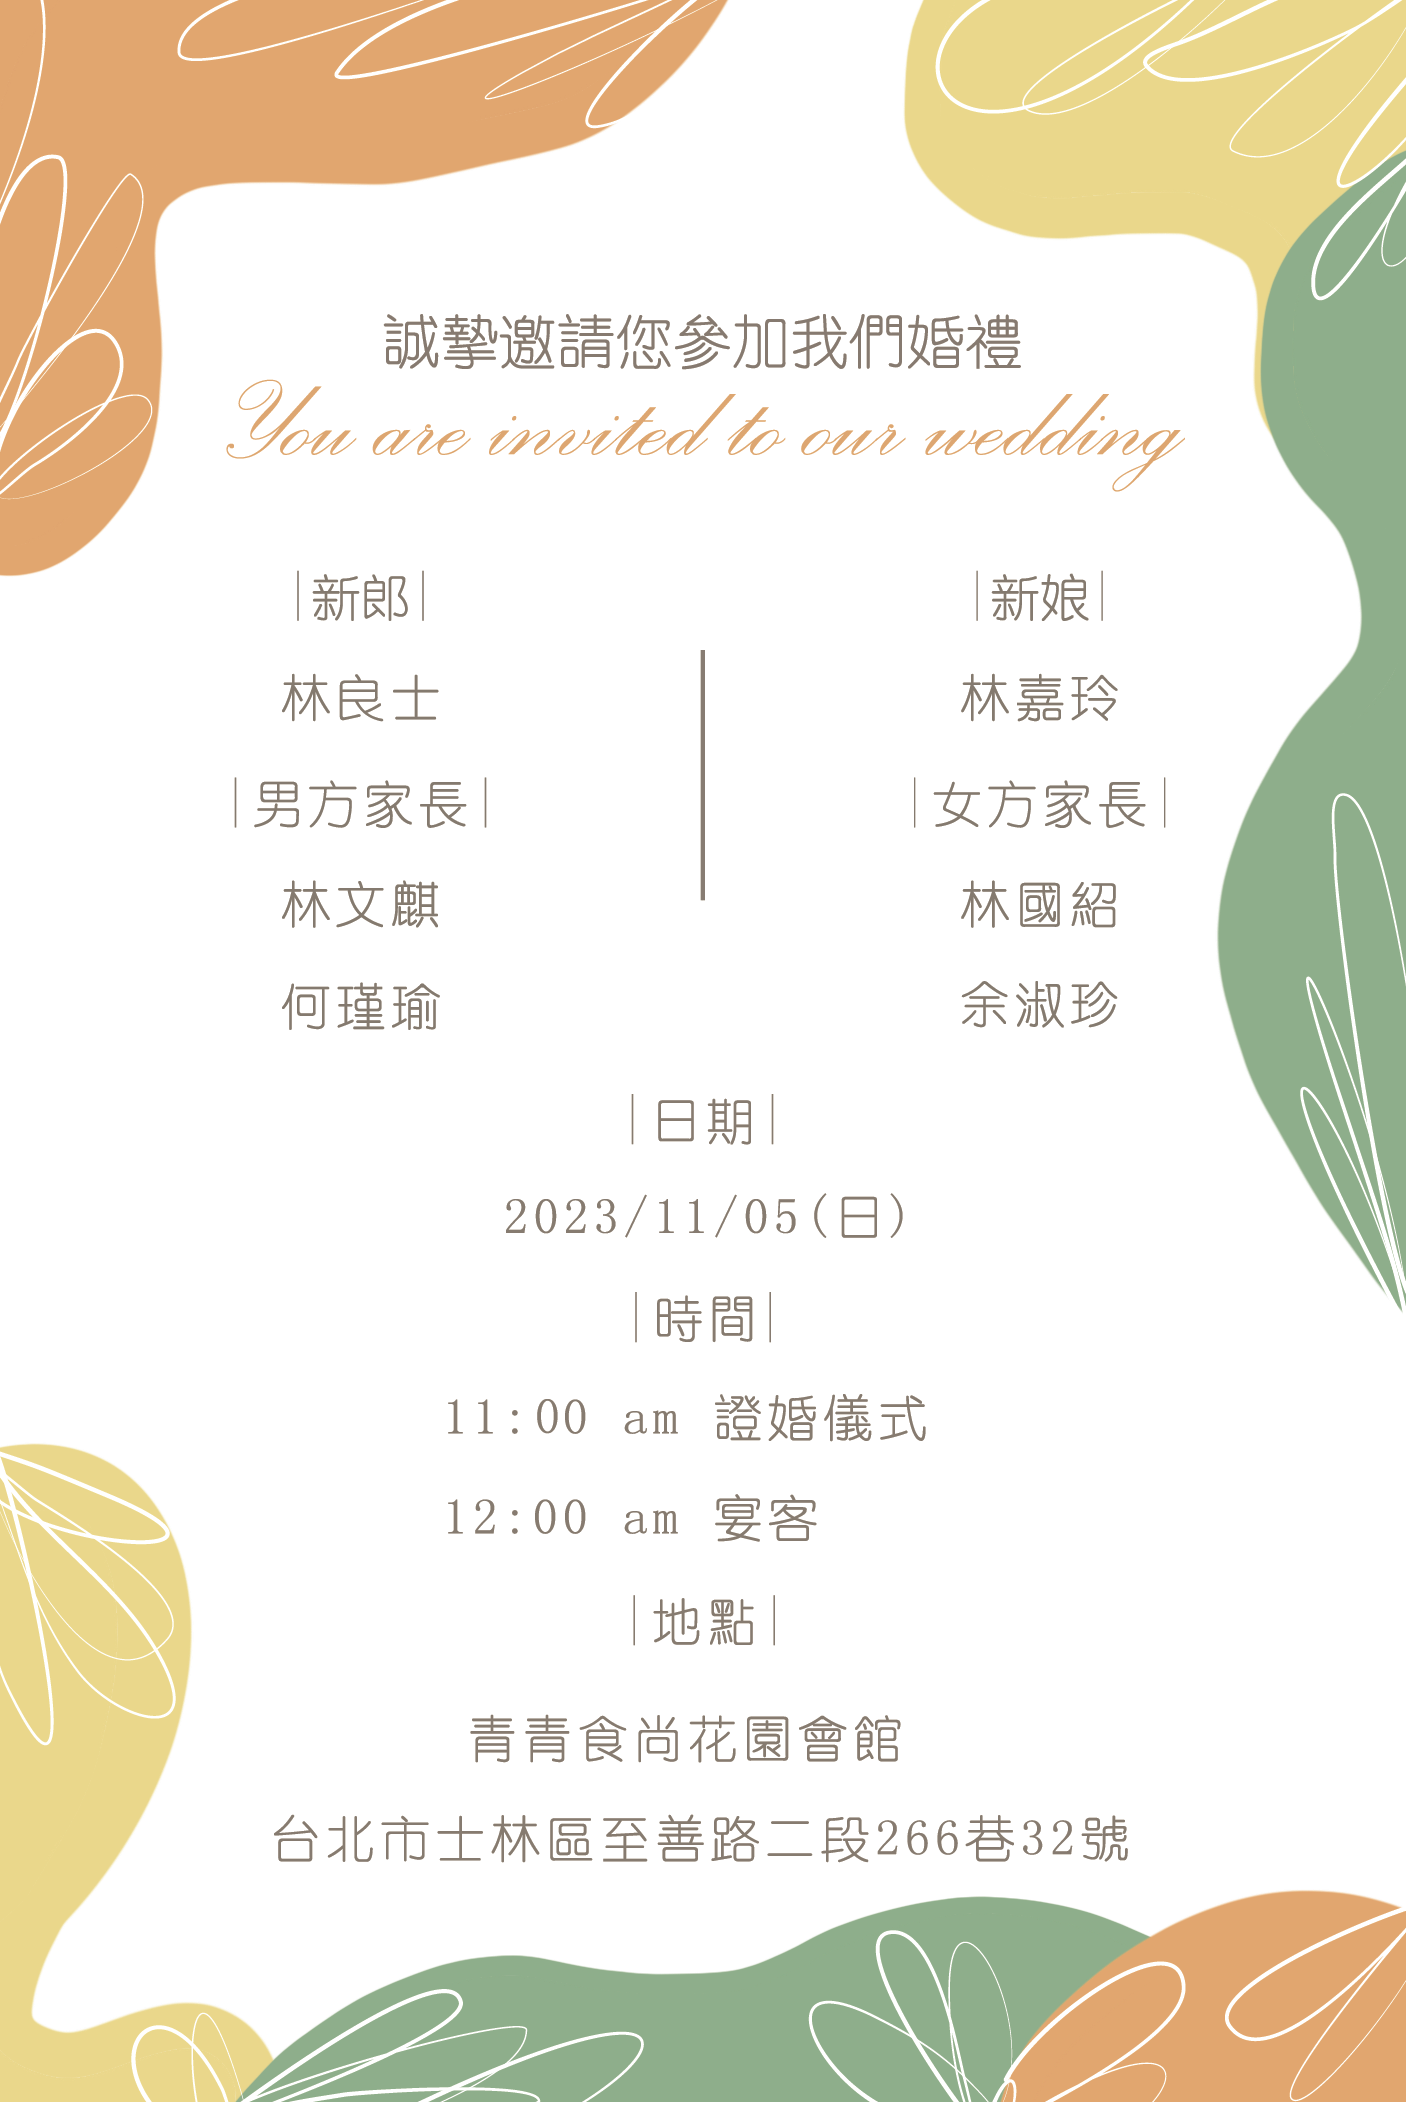 誠摯邀請您參加我們婚禮
You are invited to our wedding
|新郎|
林良士
|男方家長|
林文麒
何瑾瑜
|新娘|
林嘉玲
|女方家長|
林國紹
余淑珍
|日期|
2023/11/05(日)
|時間|
11:00 am 證婚儀式
12:00 am 宴客
|地點|
青青食尚花園會館
台北市士林區至善路二段266巷32號